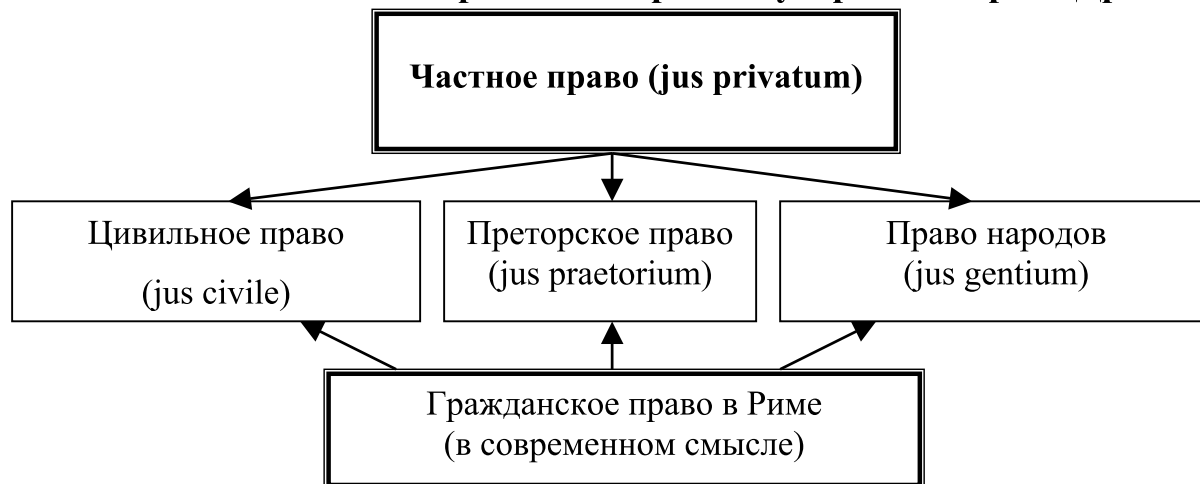 Частное право (jus privatum)
Цивильное право
(jus civile)
Преторское право
(jus praetorium)
Право народов
(jus gentium)
Гражданское право в Риме
(в современном смысле)